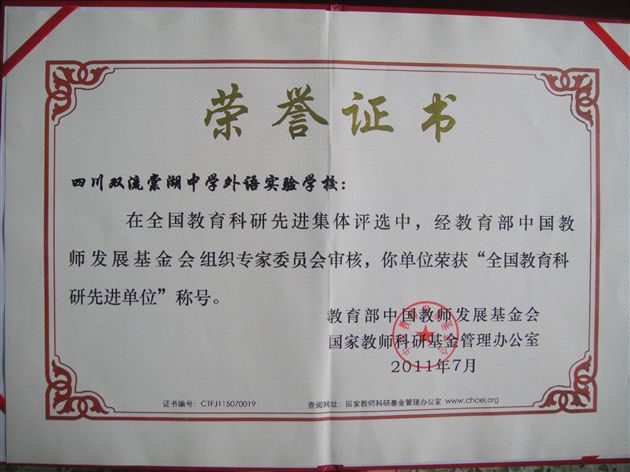 荣誉证书
四川双流棠湖中学外语实验学校:
在全国教育科研先进集体评选中,经教育部中国教
师发展基金会组织专家委员会审核,你单位荣获“全国教育科
研先进单位”称号。
教育部中国教师发展基金会
国家教师科研基金管理办公室
2011年7月
证书编号:CTFJ115070019 查阅网址:国家教师科研基金管理办公室 www.chcei.org